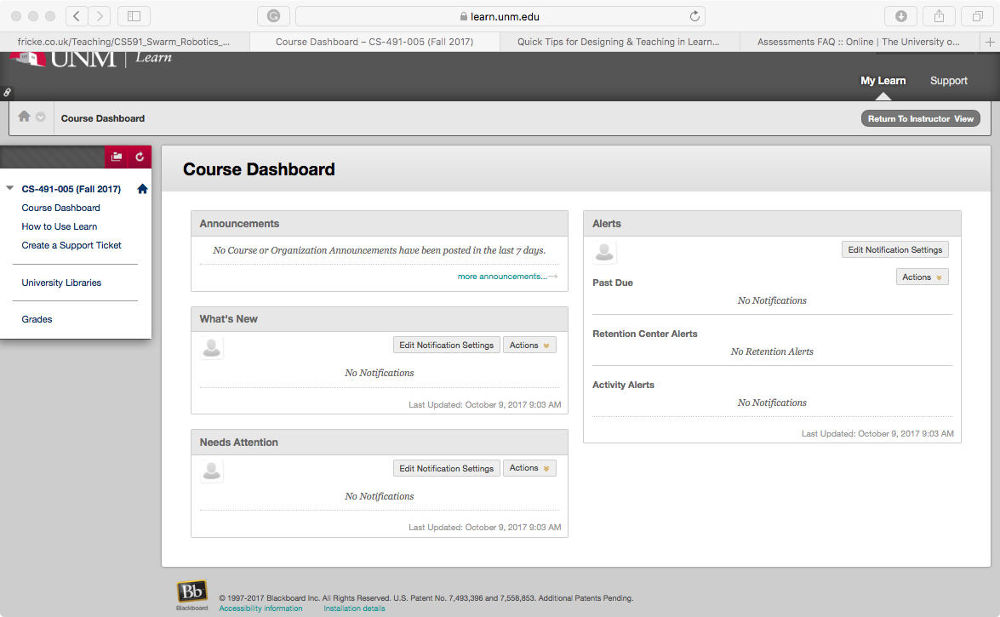 learn.unm.edu
fricke.co.uk/Teaching/CS591_Swarm_Robotics_...
Course Dashboard – CS-491-005 (Fall 2017)
Quick Tips for Designing & Teaching in Learn...
Assessments FAQ :: Online | The University o...
UNM | Learn
My Learn
Support
Course Dashboard
Return To Instructor View
CS-491-005 (Fall 2017)
Course Dashboard
How to Use Learn
Create a Support Ticket
University Libraries
Grades
Course Dashboard
Announcements
No Course or Organization Announcements have been posted in the last 7 days.
more announcements...→
What's New
Edit Notification Settings
Actions
No Notifications
Last Updated: October 9, 2017 9:03 AM
Needs Attention
Edit Notification Settings
Actions
No Notifications
Last Updated: October 9, 2017 9:03 AM
Alerts
Edit Notification Settings
Actions
Past Due
No Notifications
Retention Center Alerts
No Retention Alerts
Activity Alerts
No Notifications
Last Updated: October 9, 2017 9:03 AM
Bb
Blackboard
© 1997-2017 Blackboard Inc. All Rights Reserved. U.S. Patent No. 7,493,396 and 7,558,853. Additional Patents Pending.
Accessibility information
Installation details